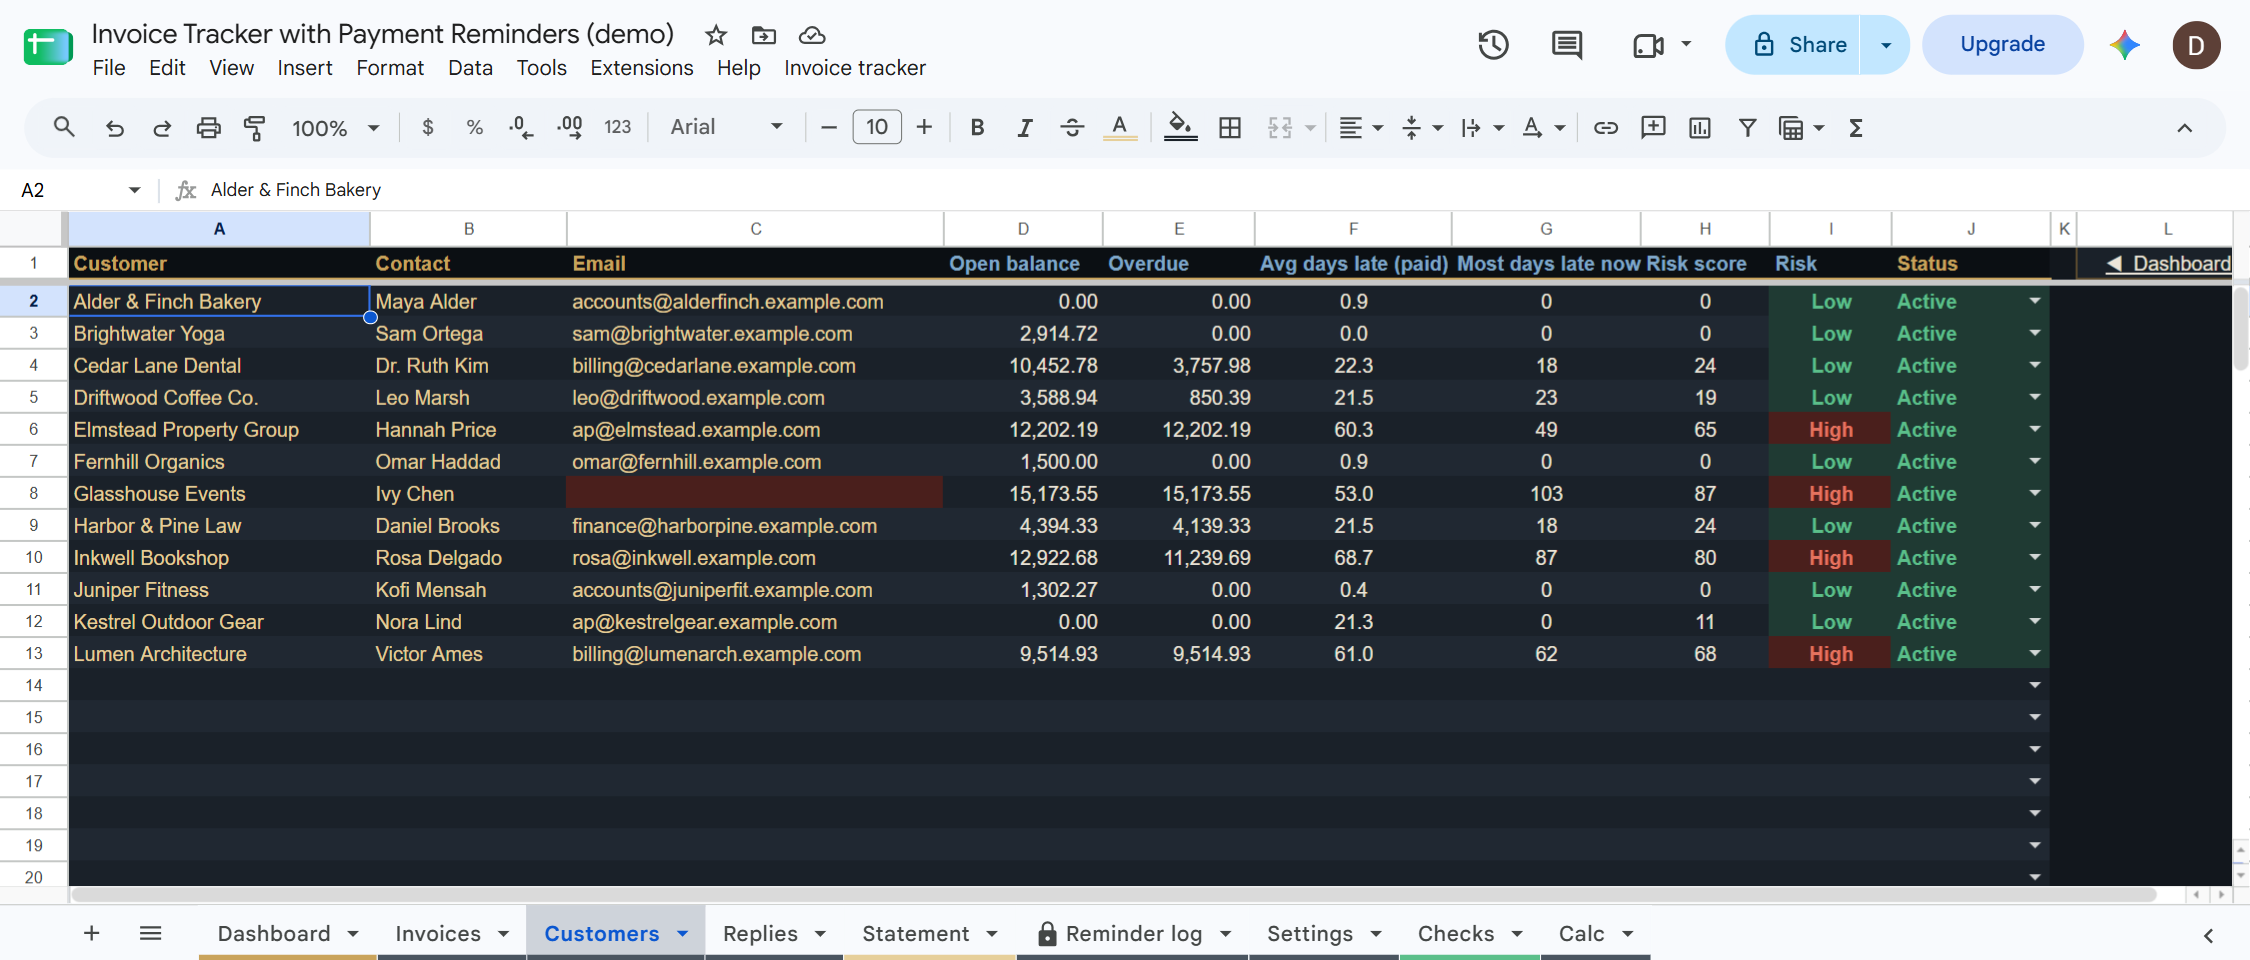 Invoice Tracker with Payment Reminders (demo)
File Edit View Insert Format Data Tools Extensions Help Invoice tracker
Share Upgrade D
100% $ % .0 .00 123 Arial 10 B I A A Σ
A2 fx Alder & Finch Bakery
A B C D E F G H I J K L
1 Customer Contact Email Open balance Overdue Avg days late (paid) Most days late now Risk score Risk Status ◀ Dashboard
2 Alder & Finch Bakery Maya Alder accounts@alderfinch.example.com 0.00 0.00 0.9 0 0 Low Active
3 Brightwater Yoga Sam Ortega sam@brightwater.example.com 2,914.72 0.00 0.0 0 0 Low Active
4 Cedar Lane Dental Dr. Ruth Kim billing@cedarlane.example.com 10,452.78 3,757.98 22.3 18 24 Low Active
5 Driftwood Coffee Co. Leo Marsh leo@driftwood.example.com 3,588.94 850.39 21.5 23 19 Low Active
6 Elmstead Property Group Hannah Price ap@elmstead.example.com 12,202.19 12,202.19 60.3 49 65 High Active
7 Fernhill Organics Omar Haddad omar@fernhill.example.com 1,500.00 0.00 0.9 0 0 Low Active
8 Glasshouse Events Ivy Chen 15,173.55 15,173.55 53.0 103 87 High Active
9 Harbor & Pine Law Daniel Brooks finance@harborpine.example.com 4,394.33 4,139.33 21.5 18 24 Low Active
10 Inkwell Bookshop Rosa Delgado rosa@inkwell.example.com 12,922.68 11,239.69 68.7 87 80 High Active
11 Juniper Fitness Kofi Mensah accounts@juniperfit.example.com 1,302.27 0.00 0.4 0 0 Low Active
12 Kestrel Outdoor Gear Nora Lind ap@kestrelgear.example.com 0.00 0.00 21.3 0 11 Low Active
13 Lumen Architecture Victor Ames billing@lumenarch.example.com 9,514.93 9,514.93 61.0 62 68 High Active
14
15
16
17
18
19
20
Dashboard Invoices Customers Replies Statement Reminder log Settings Checks Calc